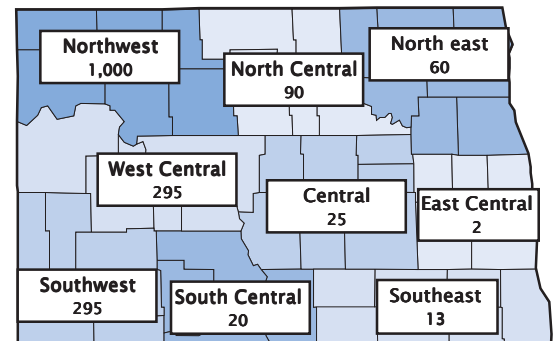 Northwest
1,000
North Central
90
North east
60
West Central
295
Central
25
East Central
2
Southwest
295
South Central
20
Southeast
13